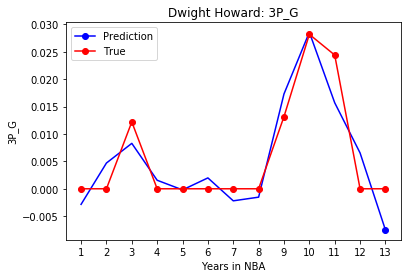 Dwight Howard: 3P_G
Prediction
True
0.030
0.025
0.020
0.015
0.010
0.005
0.000
−0.005
3P_G
1 2 3 4 5 6 7 8 9 10 11 12 13
Years in NBA